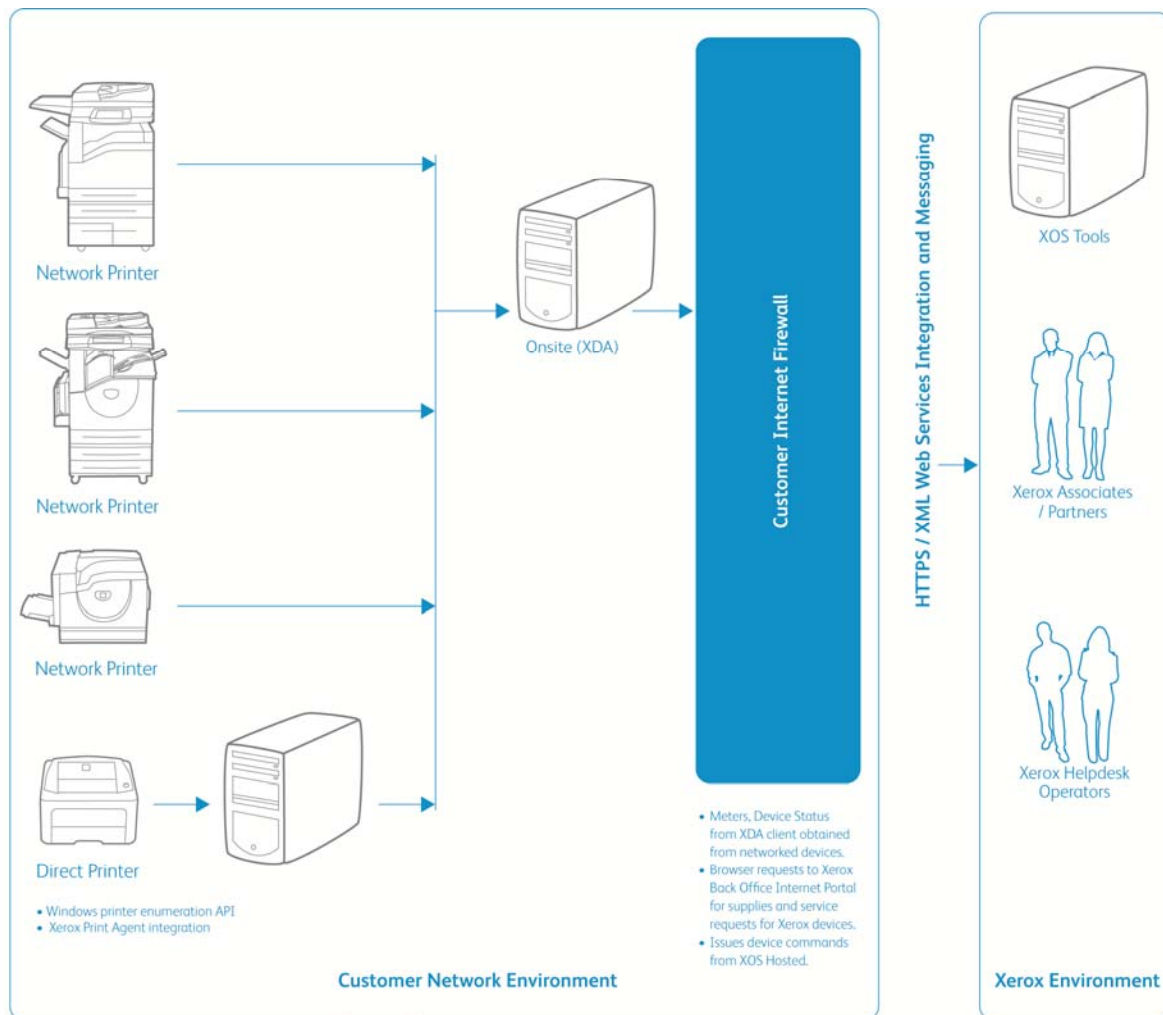 Network Printer
Network Printer
Network Printer
Direct Printer
• Windows printer enumeration API
• Xerox Print Agent integration
Onsite (XDA)
Customer Internet Firewall
• Meters, Device Status
from XDA client obtained
from networked devices.
• Browser requests to Xerox
Back Office Internet Portal
for supplies and service
requests for Xerox devices.
• Issues device commands
from XOS Hosted.
Customer Network Environment
HTTPS / XML Web Services Integration and Messaging
XOS Tools
Xerox Associates
/ Partners
Xerox Helpdesk
Operators
Xerox Environment